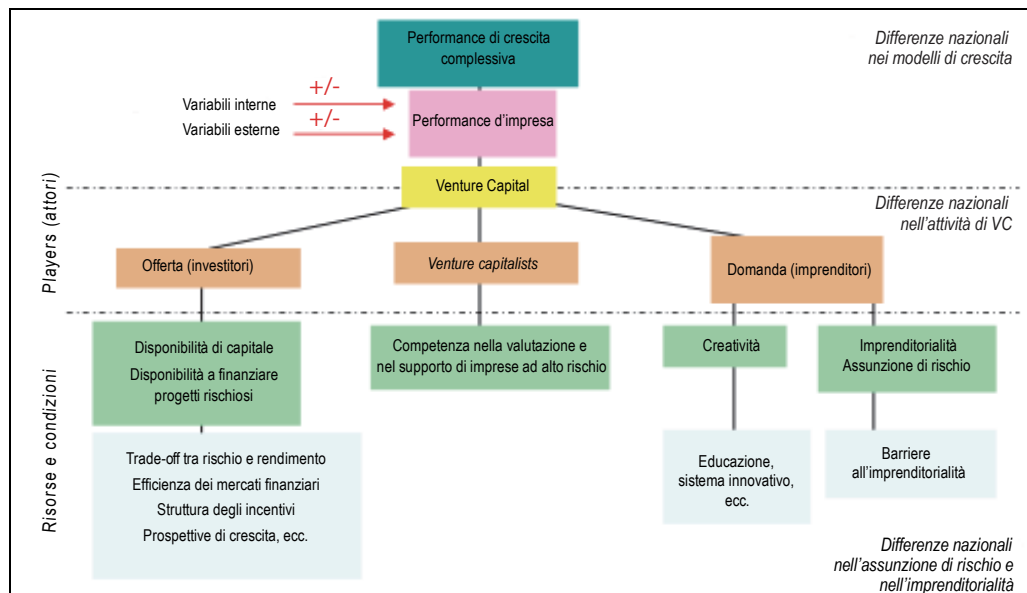 Performance di crescita
complessiva
Differenze nazionali
nei modelli di crescita
+/-
Variabili interne
+/-
Variabili esterne
Performance d'impresa
Venture Capital
Players (attori)
Differenze nazionali
nell'attività di VC
Offerta (investitori)
Venture capitalists
Domanda (imprenditori)
Risorse e condizioni
Disponibilità di capitale
Disponibilità a finanziare
progetti rischiosi
Competenza nella valutazione e
nel supporto di imprese ad alto rischio
Creatività
Imprenditorialità
Assunzione di rischio
Trade-off tra rischio e rendimento
Efficienza dei mercati finanziari
Struttura degli incentivi
Prospettive di crescita, ecc.
Educazione,
sistema innovativo,
ecc.
Barriere
all'imprenditorialità
Differenze nazionali
nell'assunzione di rischio e
nell'imprenditorialità